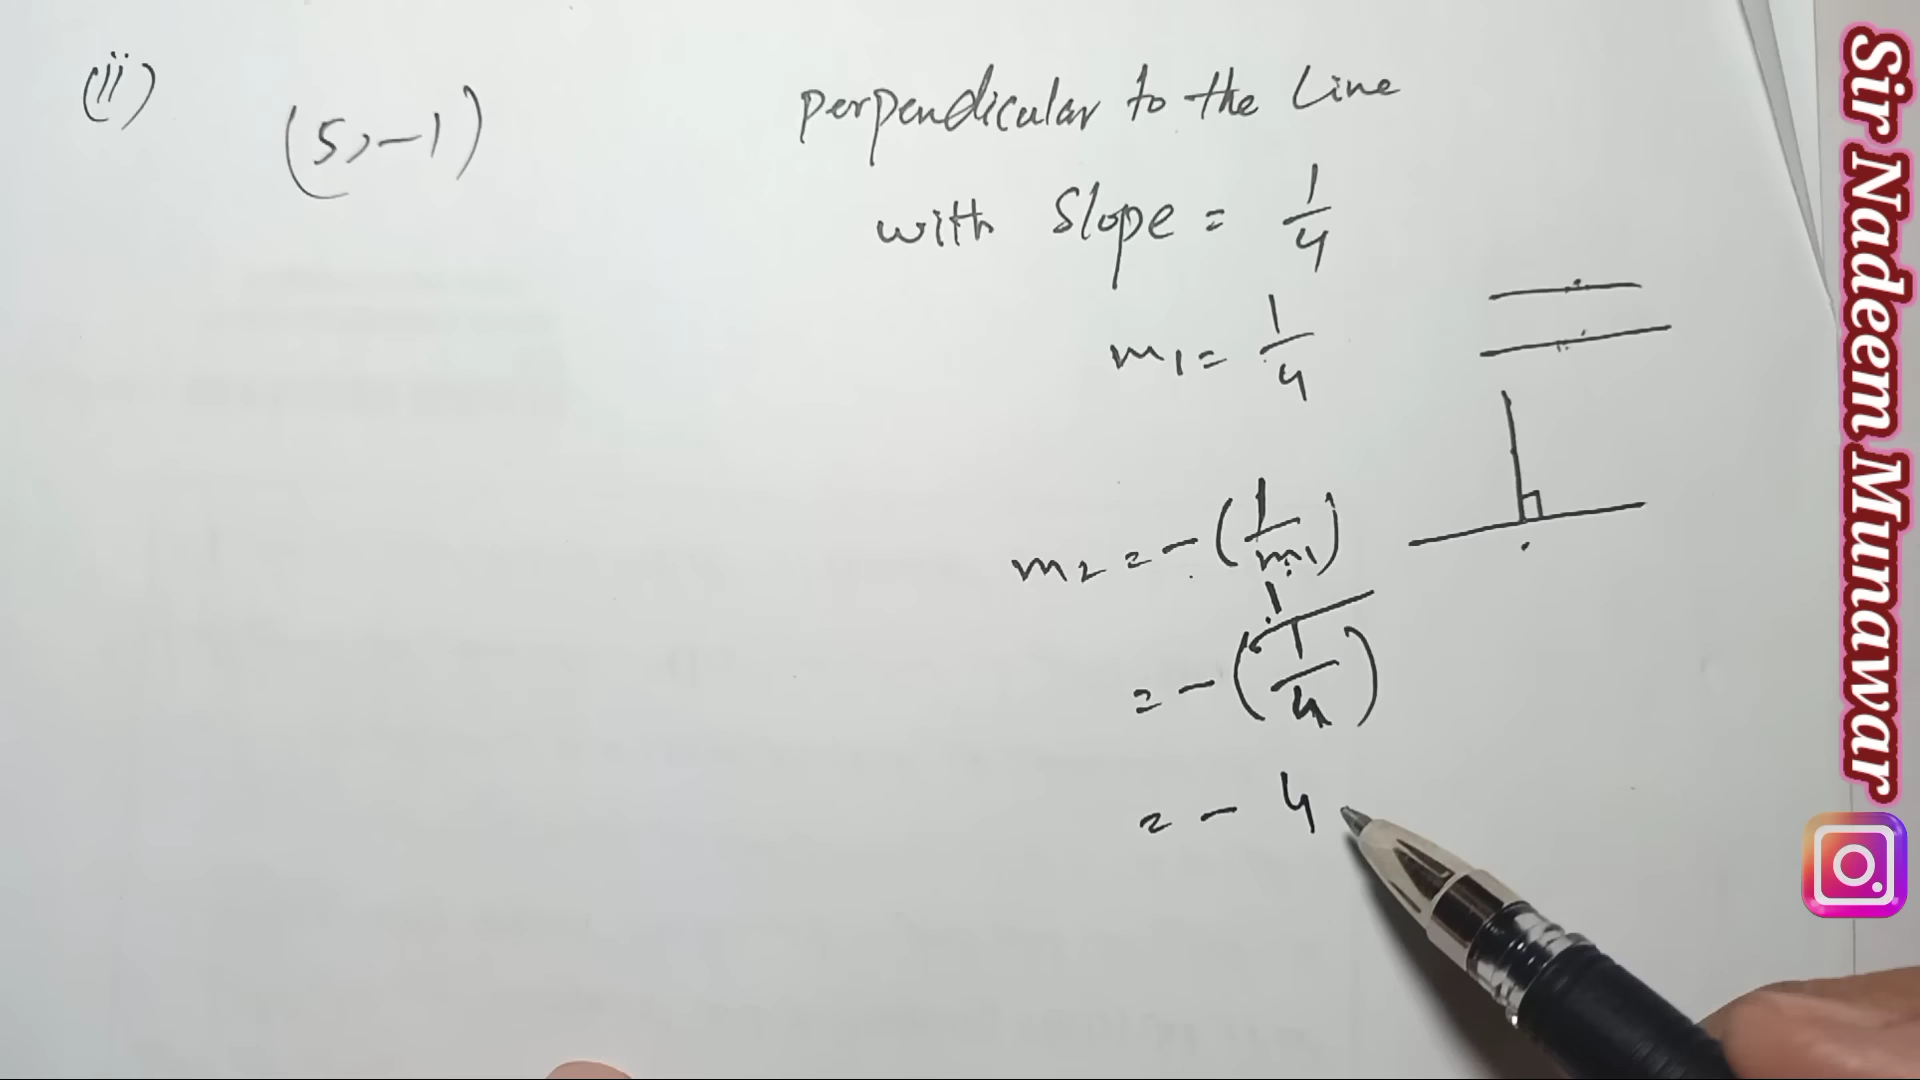 (ii)
(5,-1)
perpendicular to the Line
with Slope = 1/4
m1 = 1/4
m2 = -(1/m1)
= -(1/(1/4))
= - 4
Sir Nadeem Munawar